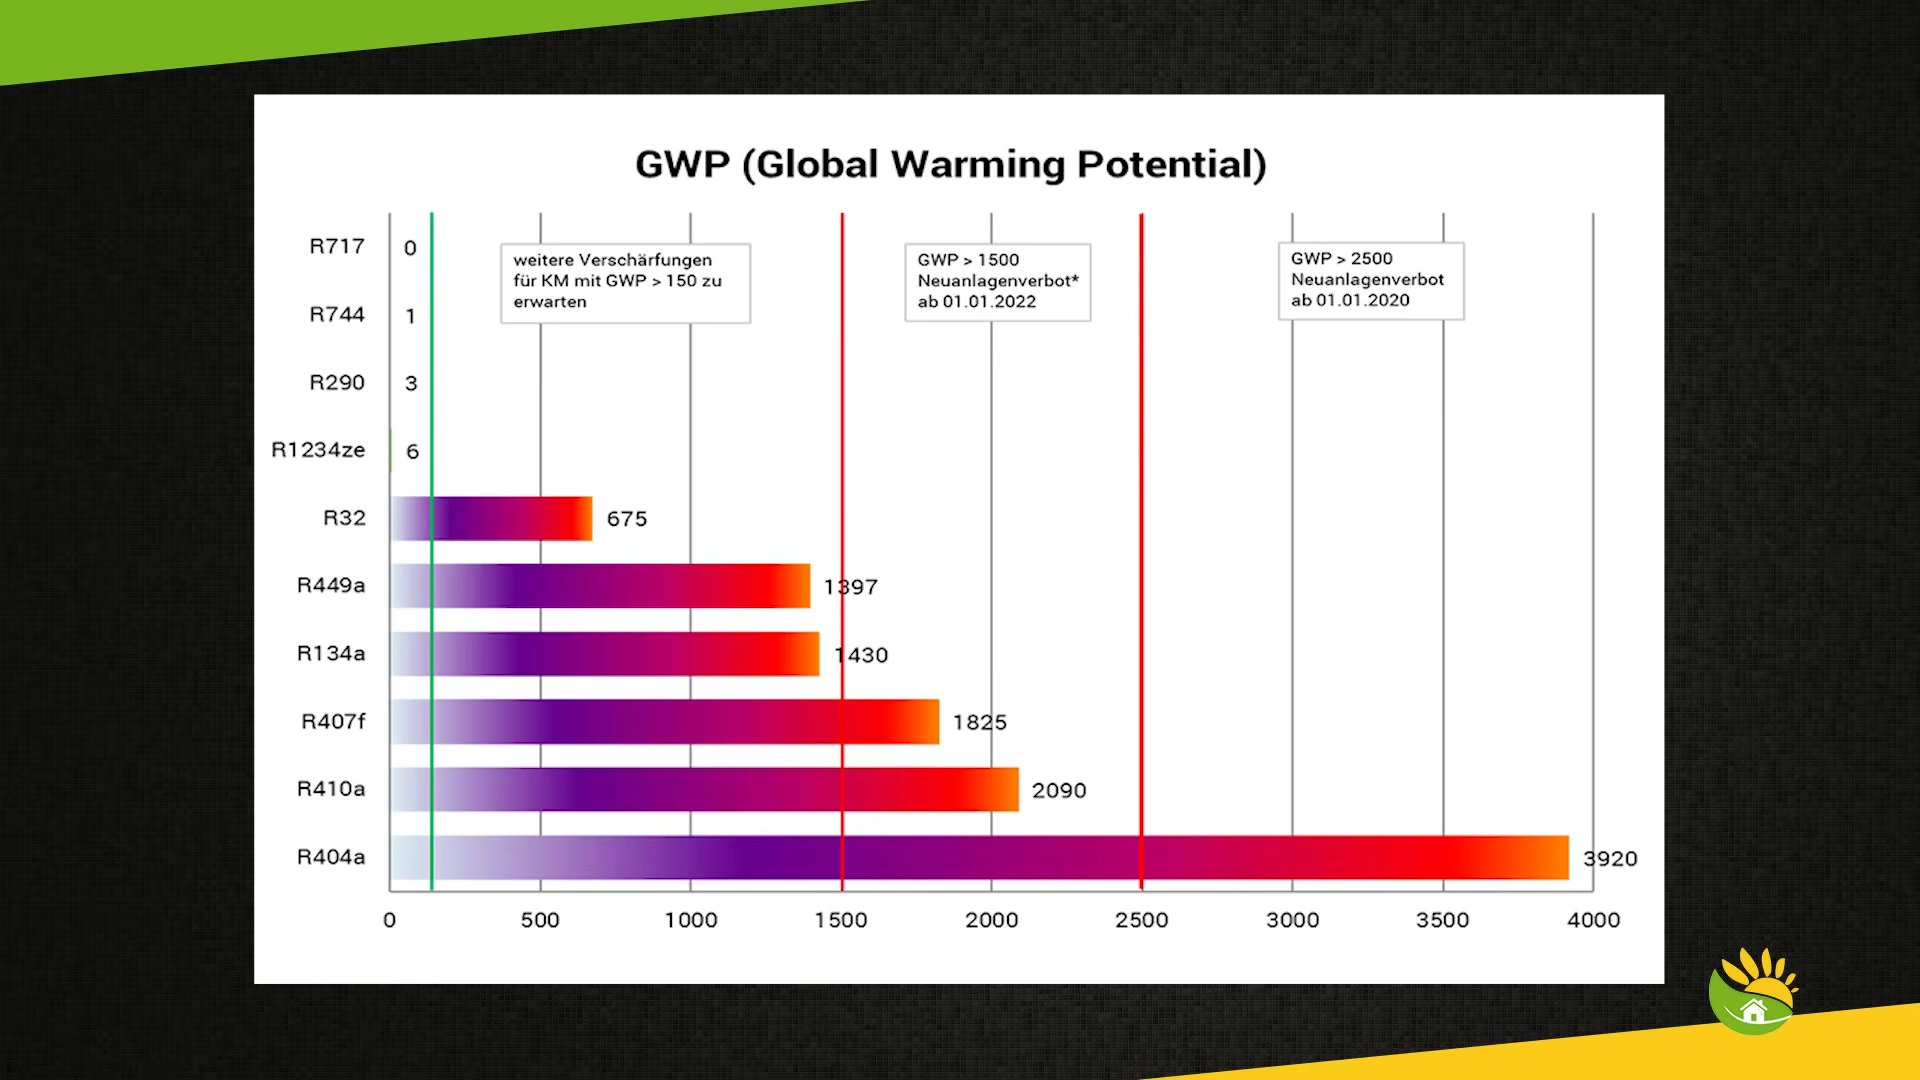 GWP (Global Warming Potential)
R717 0
weitere Verschärfungen
für KM mit GWP > 150 zu
erwarten
GWP > 1500
Neuanlagenverbot*
ab 01.01.2022
GWP > 2500
Neuanlagenverbot
ab 01.01.2020
R744 1
R290 3
R1234ze 6
R32 675
R449a 1397
R134a 1430
R407f 1825
R410a 2090
R404a 3920
0 500 1000 1500 2000 2500 3000 3500 4000